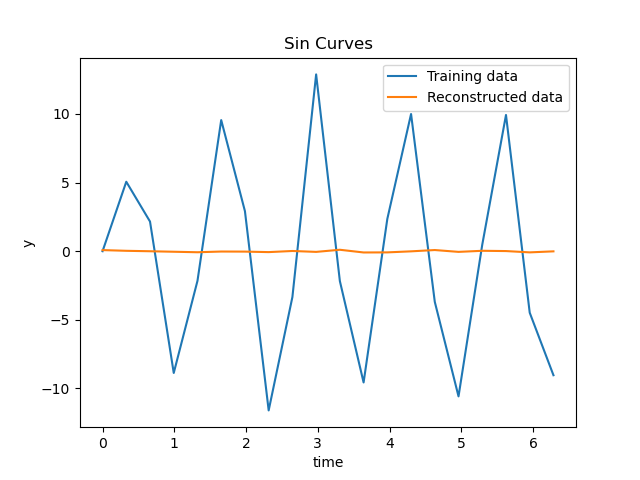 Sin Curves
Training data
Reconstructed data
10
5
0
−5
−10
y
0 1 2 3 4 5 6
time